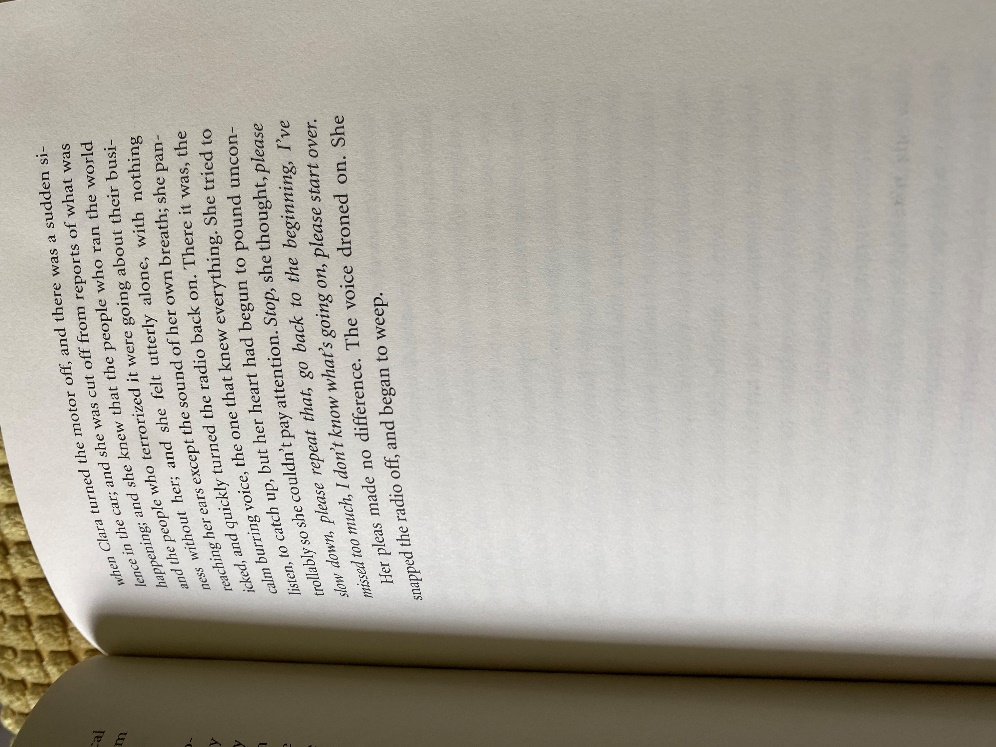 when Clara turned the motor off, and there was a sudden si-
lence in the car; and she was cut off from reports of what was
happening; and she knew that the people who ran the world
and the people who terrorized it were going about their busi-
ness without her; and she felt utterly alone, with nothing
reaching her ears except the sound of her own breath; she pan-
icked, and quickly turned the radio back on. There it was, the
calm burring voice, the one that knew everything. She tried to
listen, to catch up, but her heart had begun to pound uncon-
trollably so she couldn't pay attention. Stop, she thought, please
slow down, please repeat that, go back to the beginning, I've
missed too much, I don't know what's going on, please start over.
Her pleas made no difference. The voice droned on. She
snapped the radio off, and began to weep.